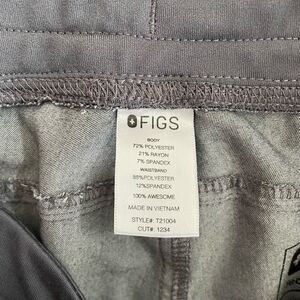 FIGS
BODY
72% POLYESTER
21% RAYON
7% SPANDEX
WAISTBAND
88%POLYESTER
12%SPANDEX
100% AWESOME
MADE IN VIETNAM
STYLE#: T21004
CUT#: 1234